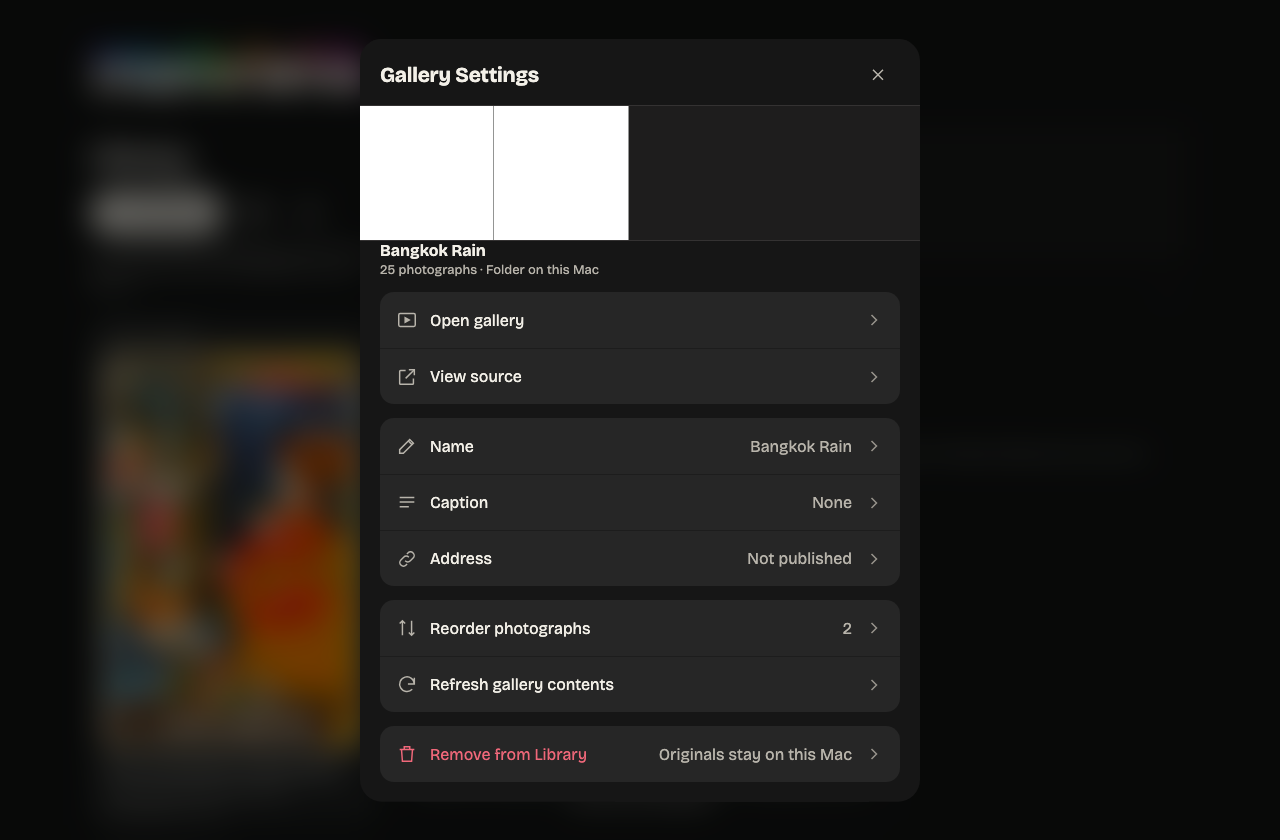 Gallery Settings
Bangkok Rain
25 photographs · Folder on this Mac
Open gallery
View source
Name Bangkok Rain
Caption None
Address Not published
Reorder photographs 2
Refresh gallery contents
Remove from Library Originals stay on this Mac